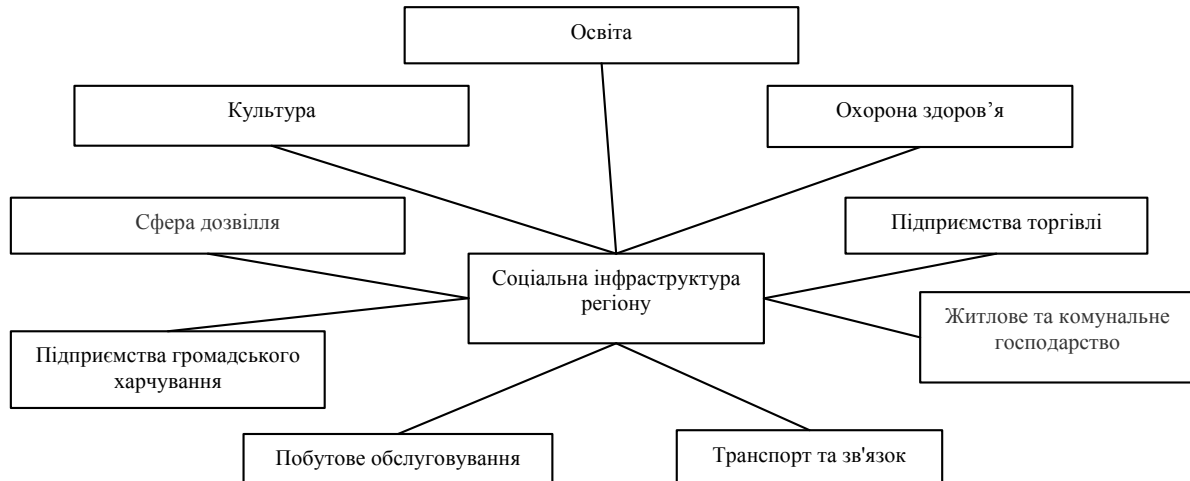 Освіта
Культура
Охорона здоров’я
Сфера дозвілля
Підприємства торгівлі
Соціальна інфраструктура
регіону
Житлове та комунальне
господарство
Підприємства громадського
харчування
Побутове обслуговування
Транспорт та зв'язок